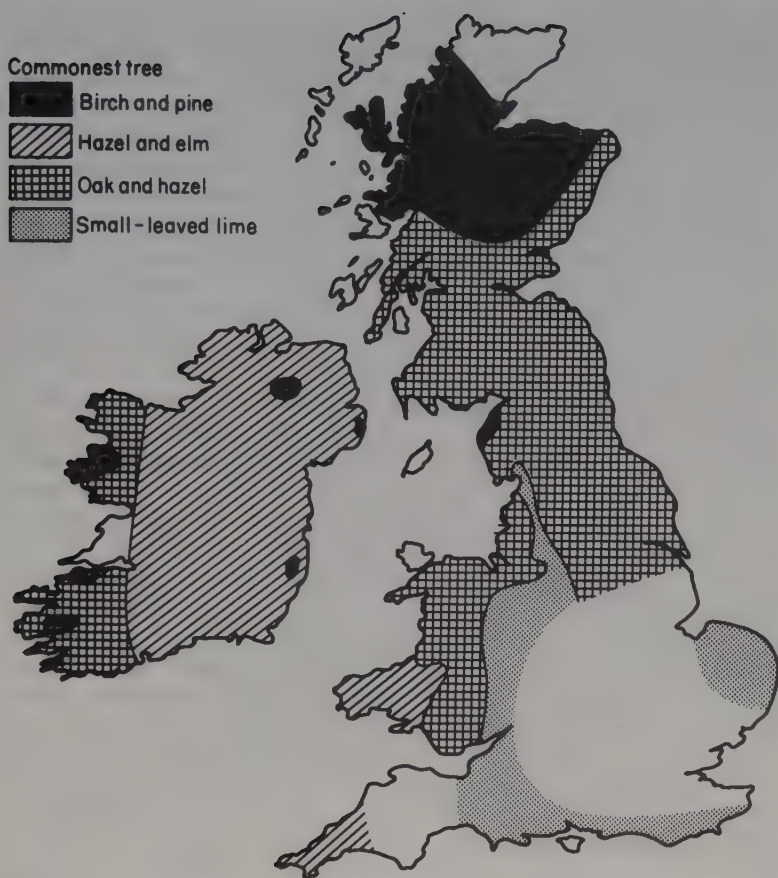 Commonest tree
Birch and pine
Hazel and elm
Oak and hazel
Small-leaved lime